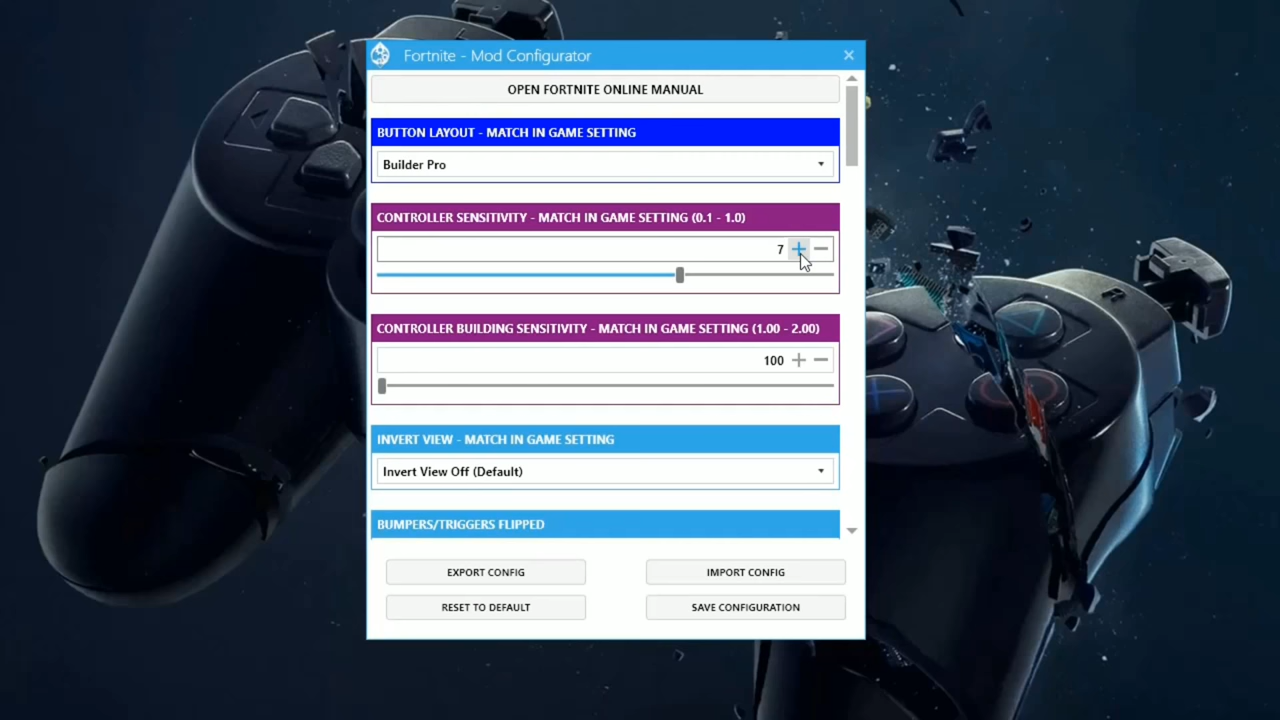 Fortnite - Mod Configurator
OPEN FORTNITE ONLINE MANUAL
BUTTON LAYOUT - MATCH IN GAME SETTING
Builder Pro
CONTROLLER SENSITIVITY - MATCH IN GAME SETTING (0.1 - 1.0)
7
CONTROLLER BUILDING SENSITIVITY - MATCH IN GAME SETTING (1.00 - 2.00)
100
INVERT VIEW - MATCH IN GAME SETTING
Invert View Off (Default)
BUMPERS/TRIGGERS FLIPPED
EXPORT CONFIG
IMPORT CONFIG
RESET TO DEFAULT
SAVE CONFIGURATION